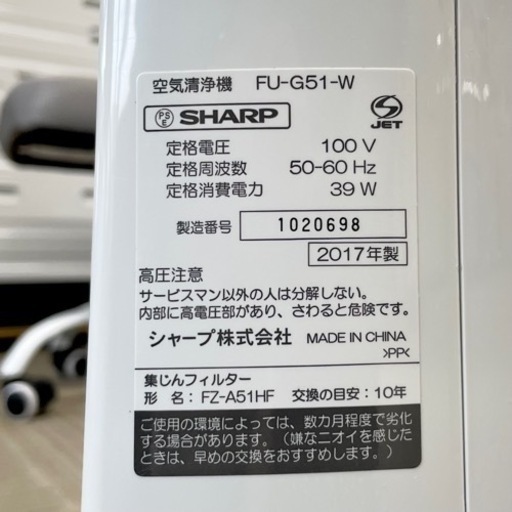 空気清浄機 FU-G51-W
PS
E
SHARP
S
JET
定格電圧 100 V
定格周波数 50-60 Hz
定格消費電力 39 W
製造番号 1020698
2017年製
高圧注意
サービスマン以外の人は分解しない。
内部に高電圧部があり、さわると危険です。
シャープ株式会社 MADE IN CHINA
>PP<
集じんフィルター
形 名：FZ-A51HF 交換の目安：10年
ご使用の環境によっては、数カ月程度で劣化
する場合があります。（嫌なニオイを感じた
ときは、早めの交換をおすすめします。）